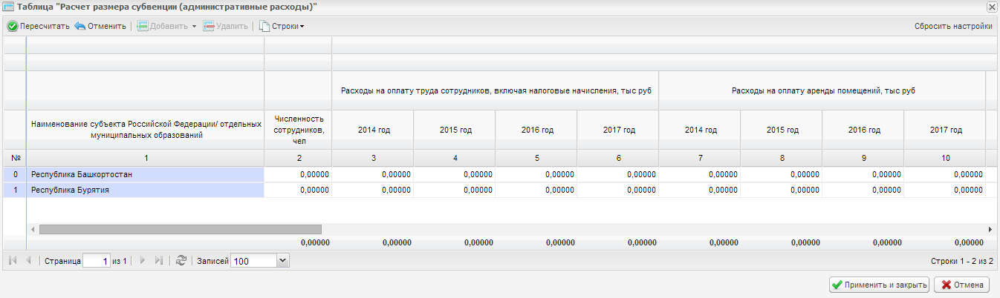 Таблица "Расчет размера субвенции (административные расходы)"
Пересчитать Отменить Добавить Удалить Строки Сбросить настройки
Расходы на оплату труда сотрудников, включая налоговые начисления, тыс руб Расходы на оплату аренды помещений, тыс руб
Наименование субъекта Российской Федерации/ отдельных
муниципальных образований
Численность
сотрудников,
чел
2014 год 2015 год 2016 год 2017 год 2014 год 2015 год 2016 год 2017 год
№ 1 2 3 4 5 6 7 8 9 10
0 Республика Башкортостан 0,00000 0,00000 0,00000 0,00000 0,00000 0,00000 0,00000 0,00000 0,00000
1 Республика Бурятия 0,00000 0,00000 0,00000 0,00000 0,00000 0,00000 0,00000 0,00000 0,00000
0,00000 0,00000 0,00000 0,00000 0,00000 0,00000 0,00000 0,00000 0,00000
Страница 1 из 1 Записей 100 Строки 1 - 2 из 2
Применить и закрыть Отмена